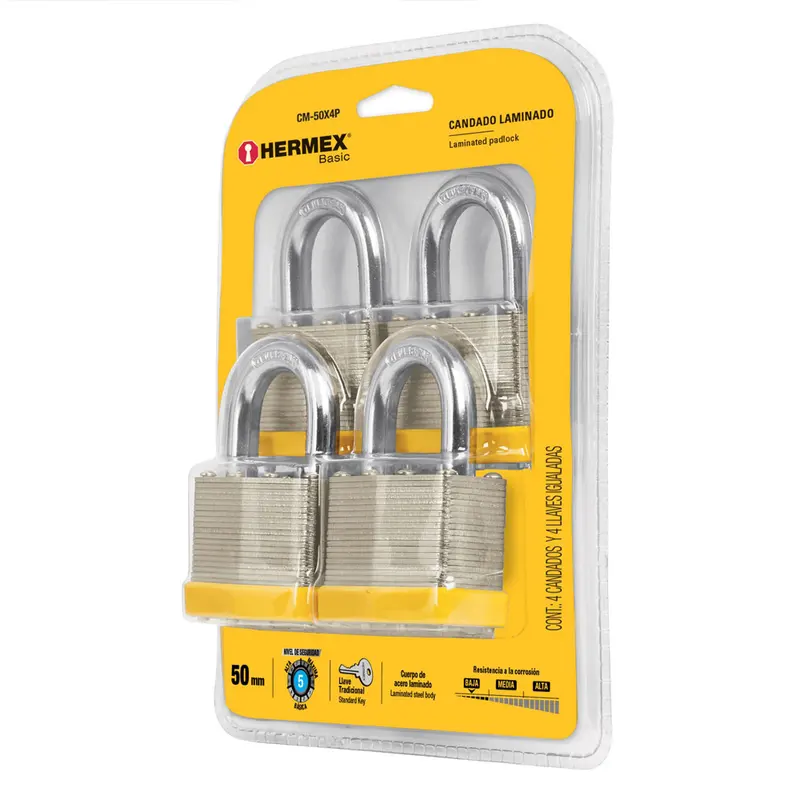 CM-50X4P
HERMEX®
Basic
CANDADO LAMINADO
Laminated padlock
CONT.: 4 CANDADOS Y 4 LLAVES IGUALADAS
50 mm
NIVEL DE SEGURIDAD
5
BÁSICA
Llave
Tradicional
Standard Key
Cuerpo de
acero laminado
Laminated steel body
Resistencia a la corrosión
BAJA MEDIA ALTA